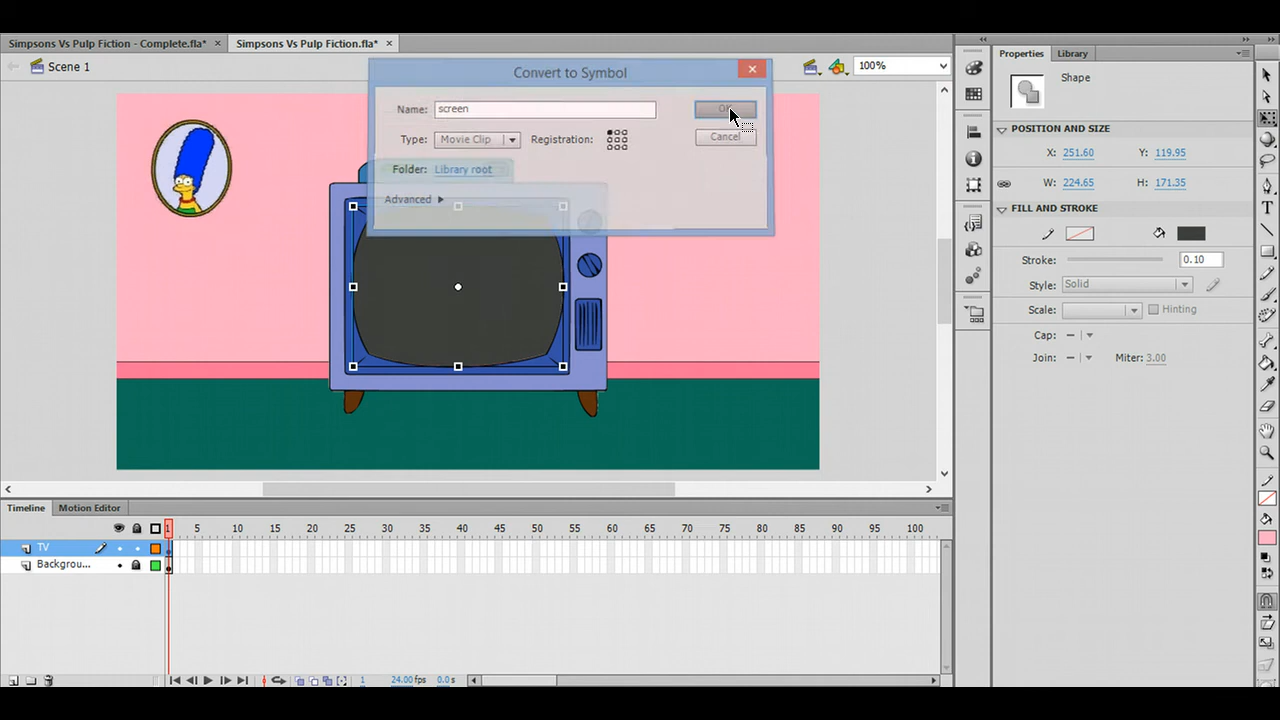 Simpsons Vs Pulp Fiction - Complete.fla* ×
Simpsons Vs Pulp Fiction.fla* ×
Properties Library
Scene 1
100%
Convert to Symbol
Shape
Name: screen
OK
Type: Movie Clip Registration:
Cancel
Folder: Library root
Advanced
POSITION AND SIZE
X: 251.60 Y: 119.95
W: 224.65 H: 171.35
FILL AND STROKE
Stroke: 0.10
Style: Solid
Scale: Hinting
Cap:
Join: Miter: 3.00
Timeline Motion Editor
1 5 10 15 20 25 30 35 40 45 50 55 60 65 70 75 80 85 90 95 100
TV
Backgrou...
1 24.00 fps 0.0 s